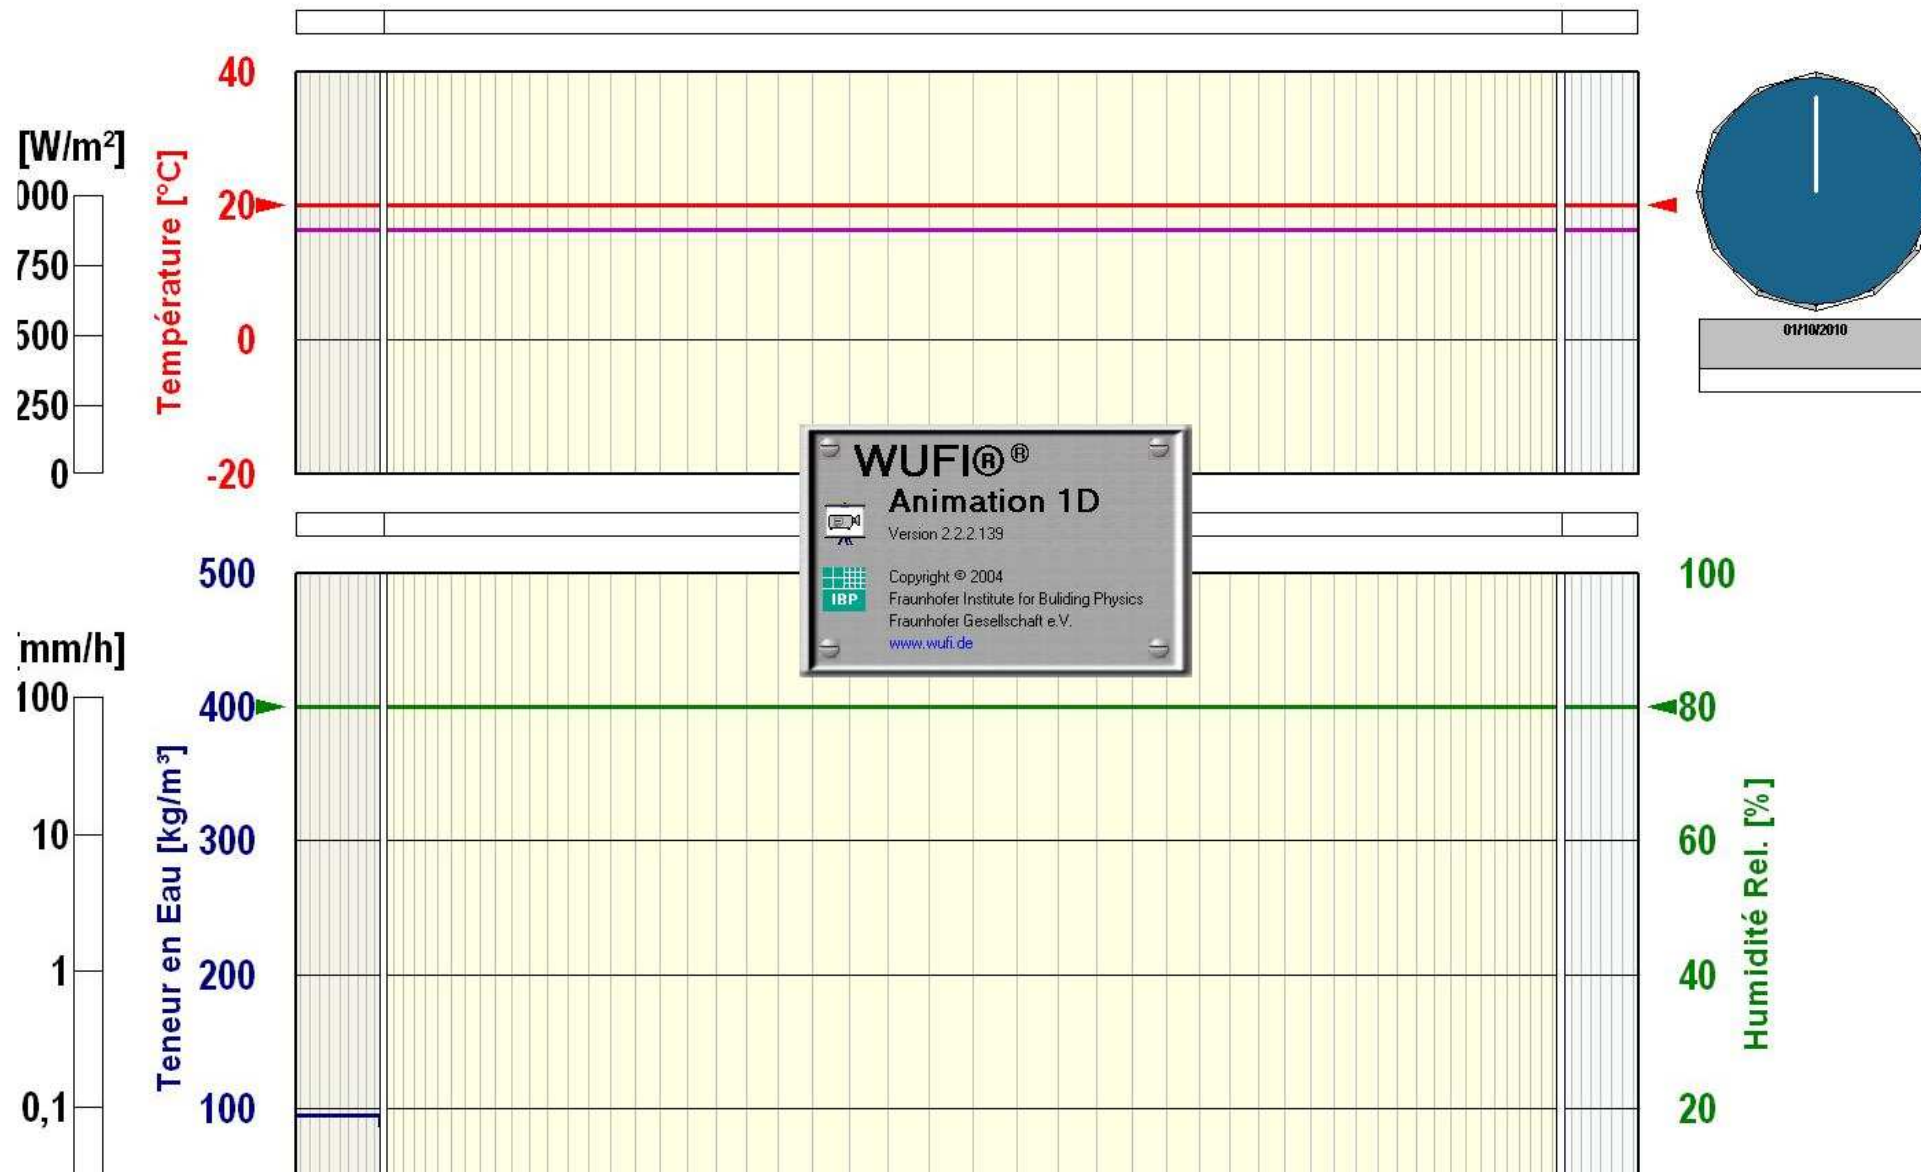 40
[W/m²]
000
750
500
250
0
Température [°C]
20
0
-20
01/10/2010
WUFI®®
Animation 1D
Version 2.2.2.139
IBP
Copyright © 2004
Fraunhofer Institute for Buliding Physics
Fraunhofer Gesellschaft e.V.
www.wufi.de
[mm/h]
100
10
1
0,1
Teneur en Eau [kg/m³]
500
400
300
200
100
100
80
60
40
20
Humidité Rel. [%]